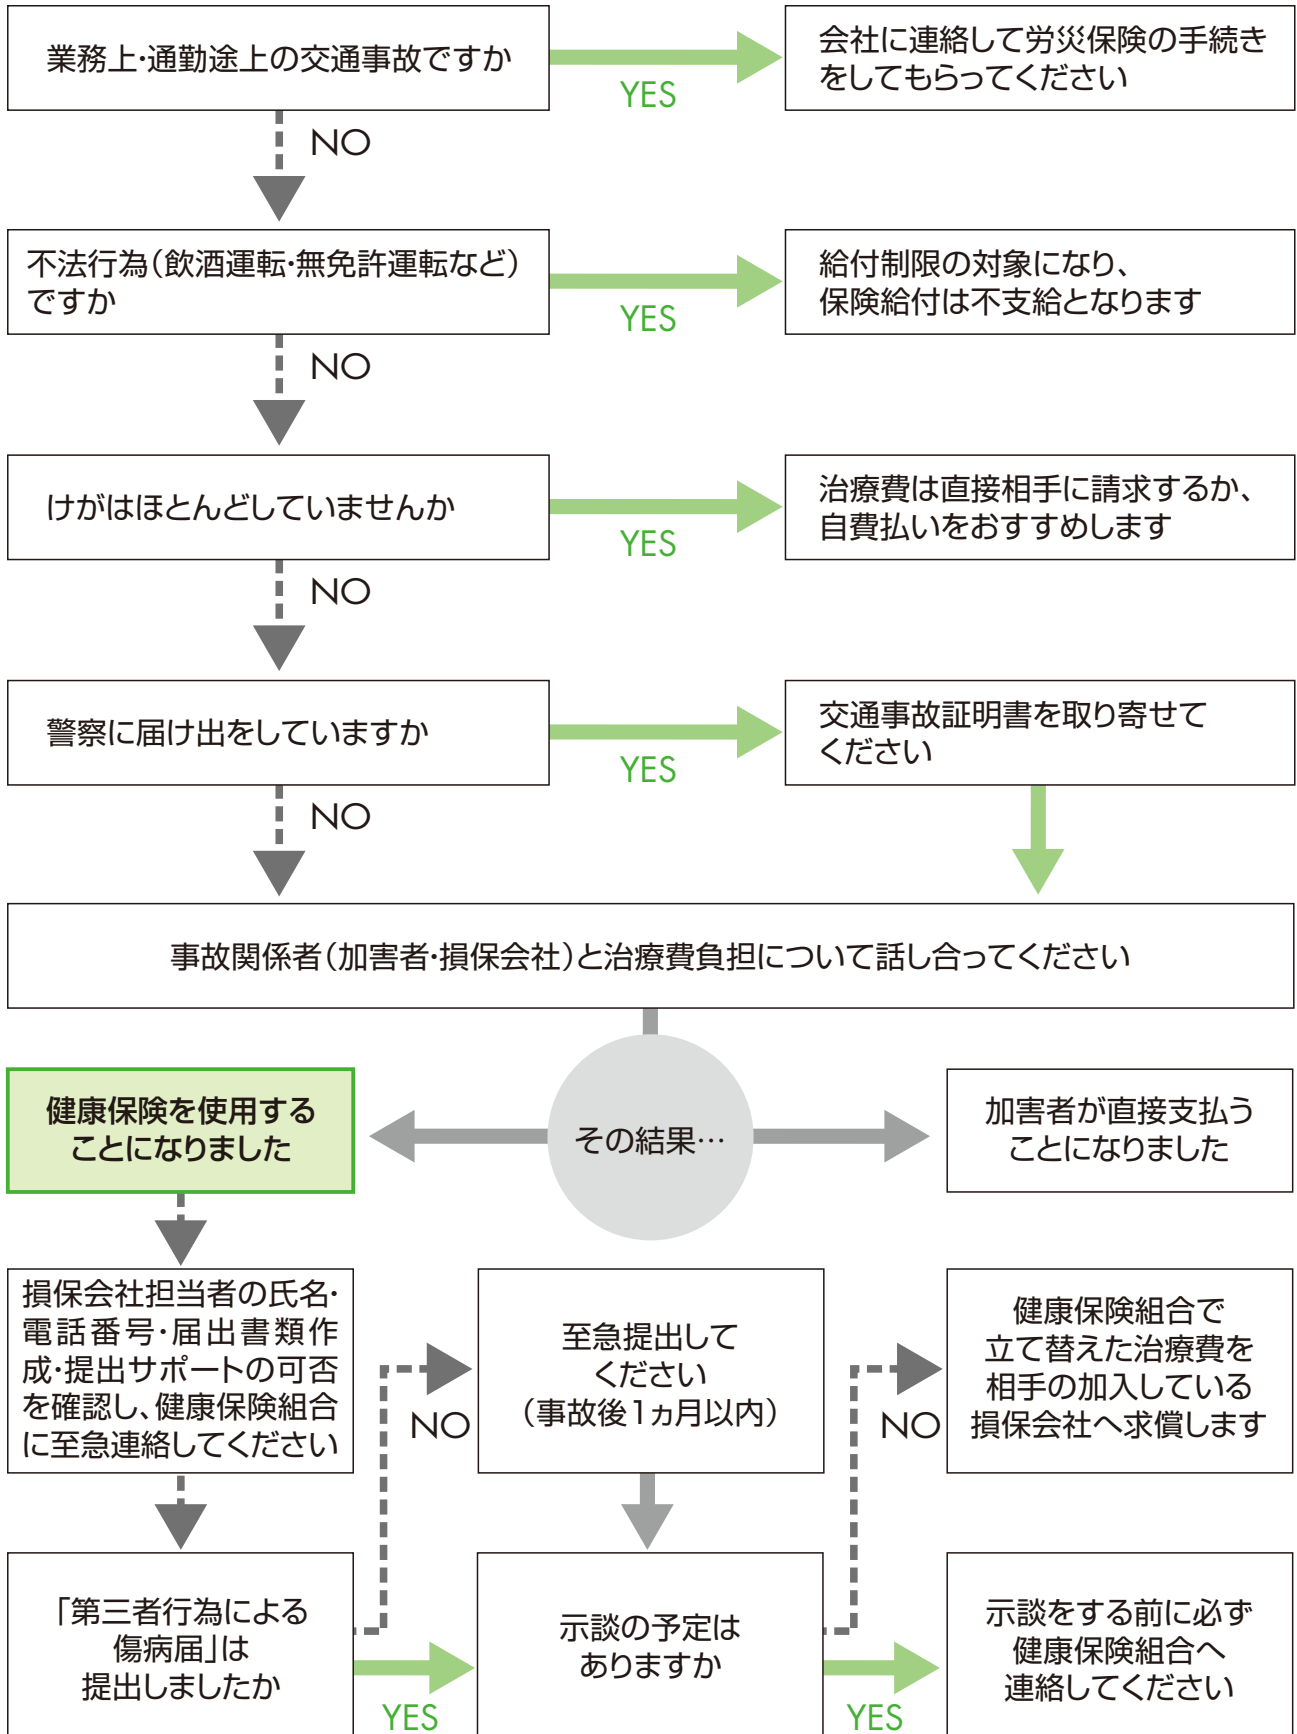 業務上・通勤途上の交通事故ですか
YES
会社に連絡して労災保険の手続き
をしてもらってください
NO
不法行為（飲酒運転・無免許運転など）
ですか
YES
給付制限の対象になり、
保険給付は不支給となります
NO
けがはほとんどしていませんか
YES
治療費は直接相手に請求するか、
自費払いをおすすめします
NO
警察に届け出をしていますか
YES
交通事故証明書を取り寄せて
ください
NO
事故関係者（加害者・損保会社）と治療費負担について話し合ってください
その結果…
健康保険を使用する
ことになりました
加害者が直接支払う
ことになりました
損保会社担当者の氏名・
電話番号・届出書類作
成・提出サポートの可否
を確認し、健康保険組合
に至急連絡してください
NO
至急提出して
ください
（事故後1ヵ月以内）
NO
健康保険組合で
立て替えた治療費を
相手の加入している
損保会社へ求償します
「第三者行為による
傷病届」は
提出しましたか
YES
示談の予定は
ありますか
YES
示談をする前に必ず
健康保険組合へ
連絡してください